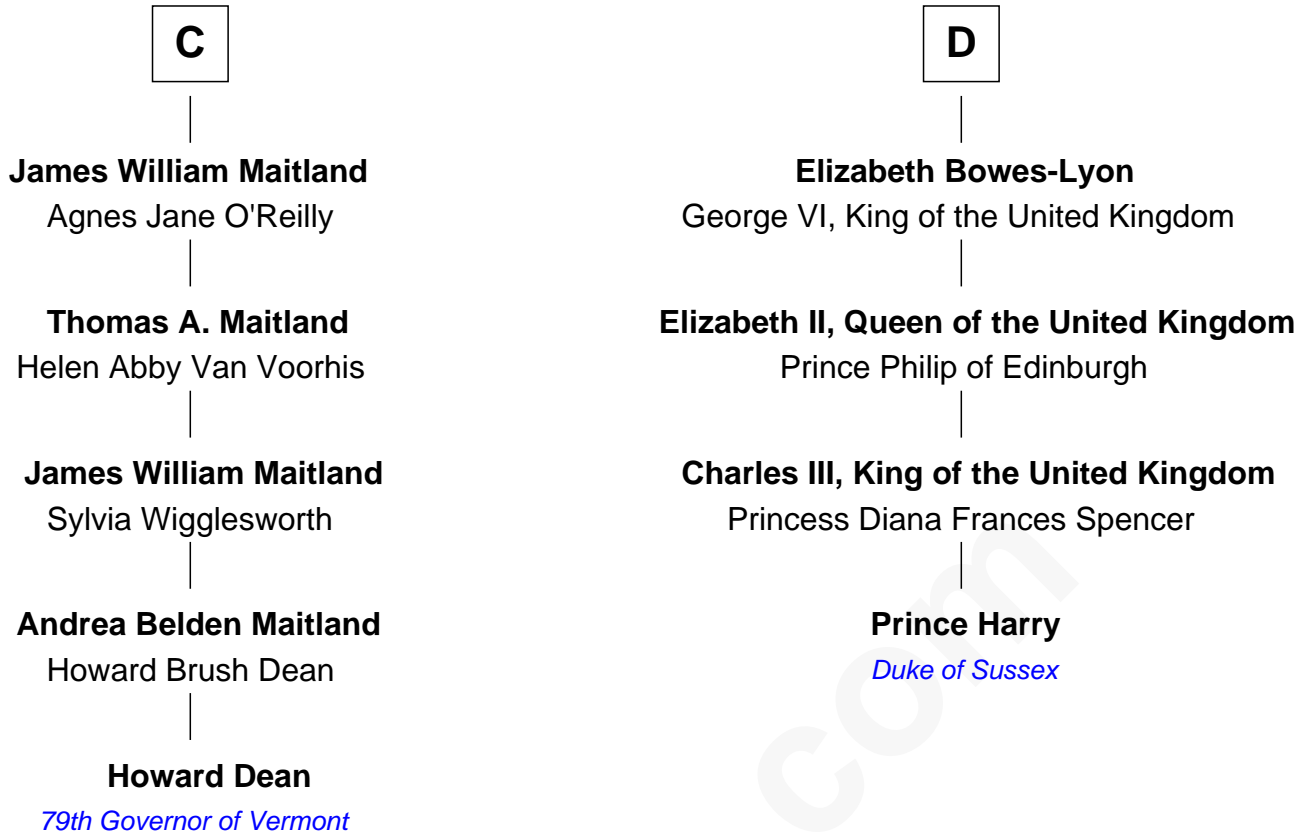 C
James William Maitland
Agnes Jane O'Reilly
Thomas A. Maitland
Helen Abby Van Voorhis
James William Maitland
Sylvia Wigglesworth
Andrea Belden Maitland
Howard Brush Dean
Howard Dean
79th Governor of Vermont
D
Elizabeth Bowes-Lyon
George VI, King of the United Kingdom
Elizabeth II, Queen of the United Kingdom
Prince Philip of Edinburgh
Charles III, King of the United Kingdom
Princess Diana Frances Spencer
Prince Harry
Duke of Sussex
com